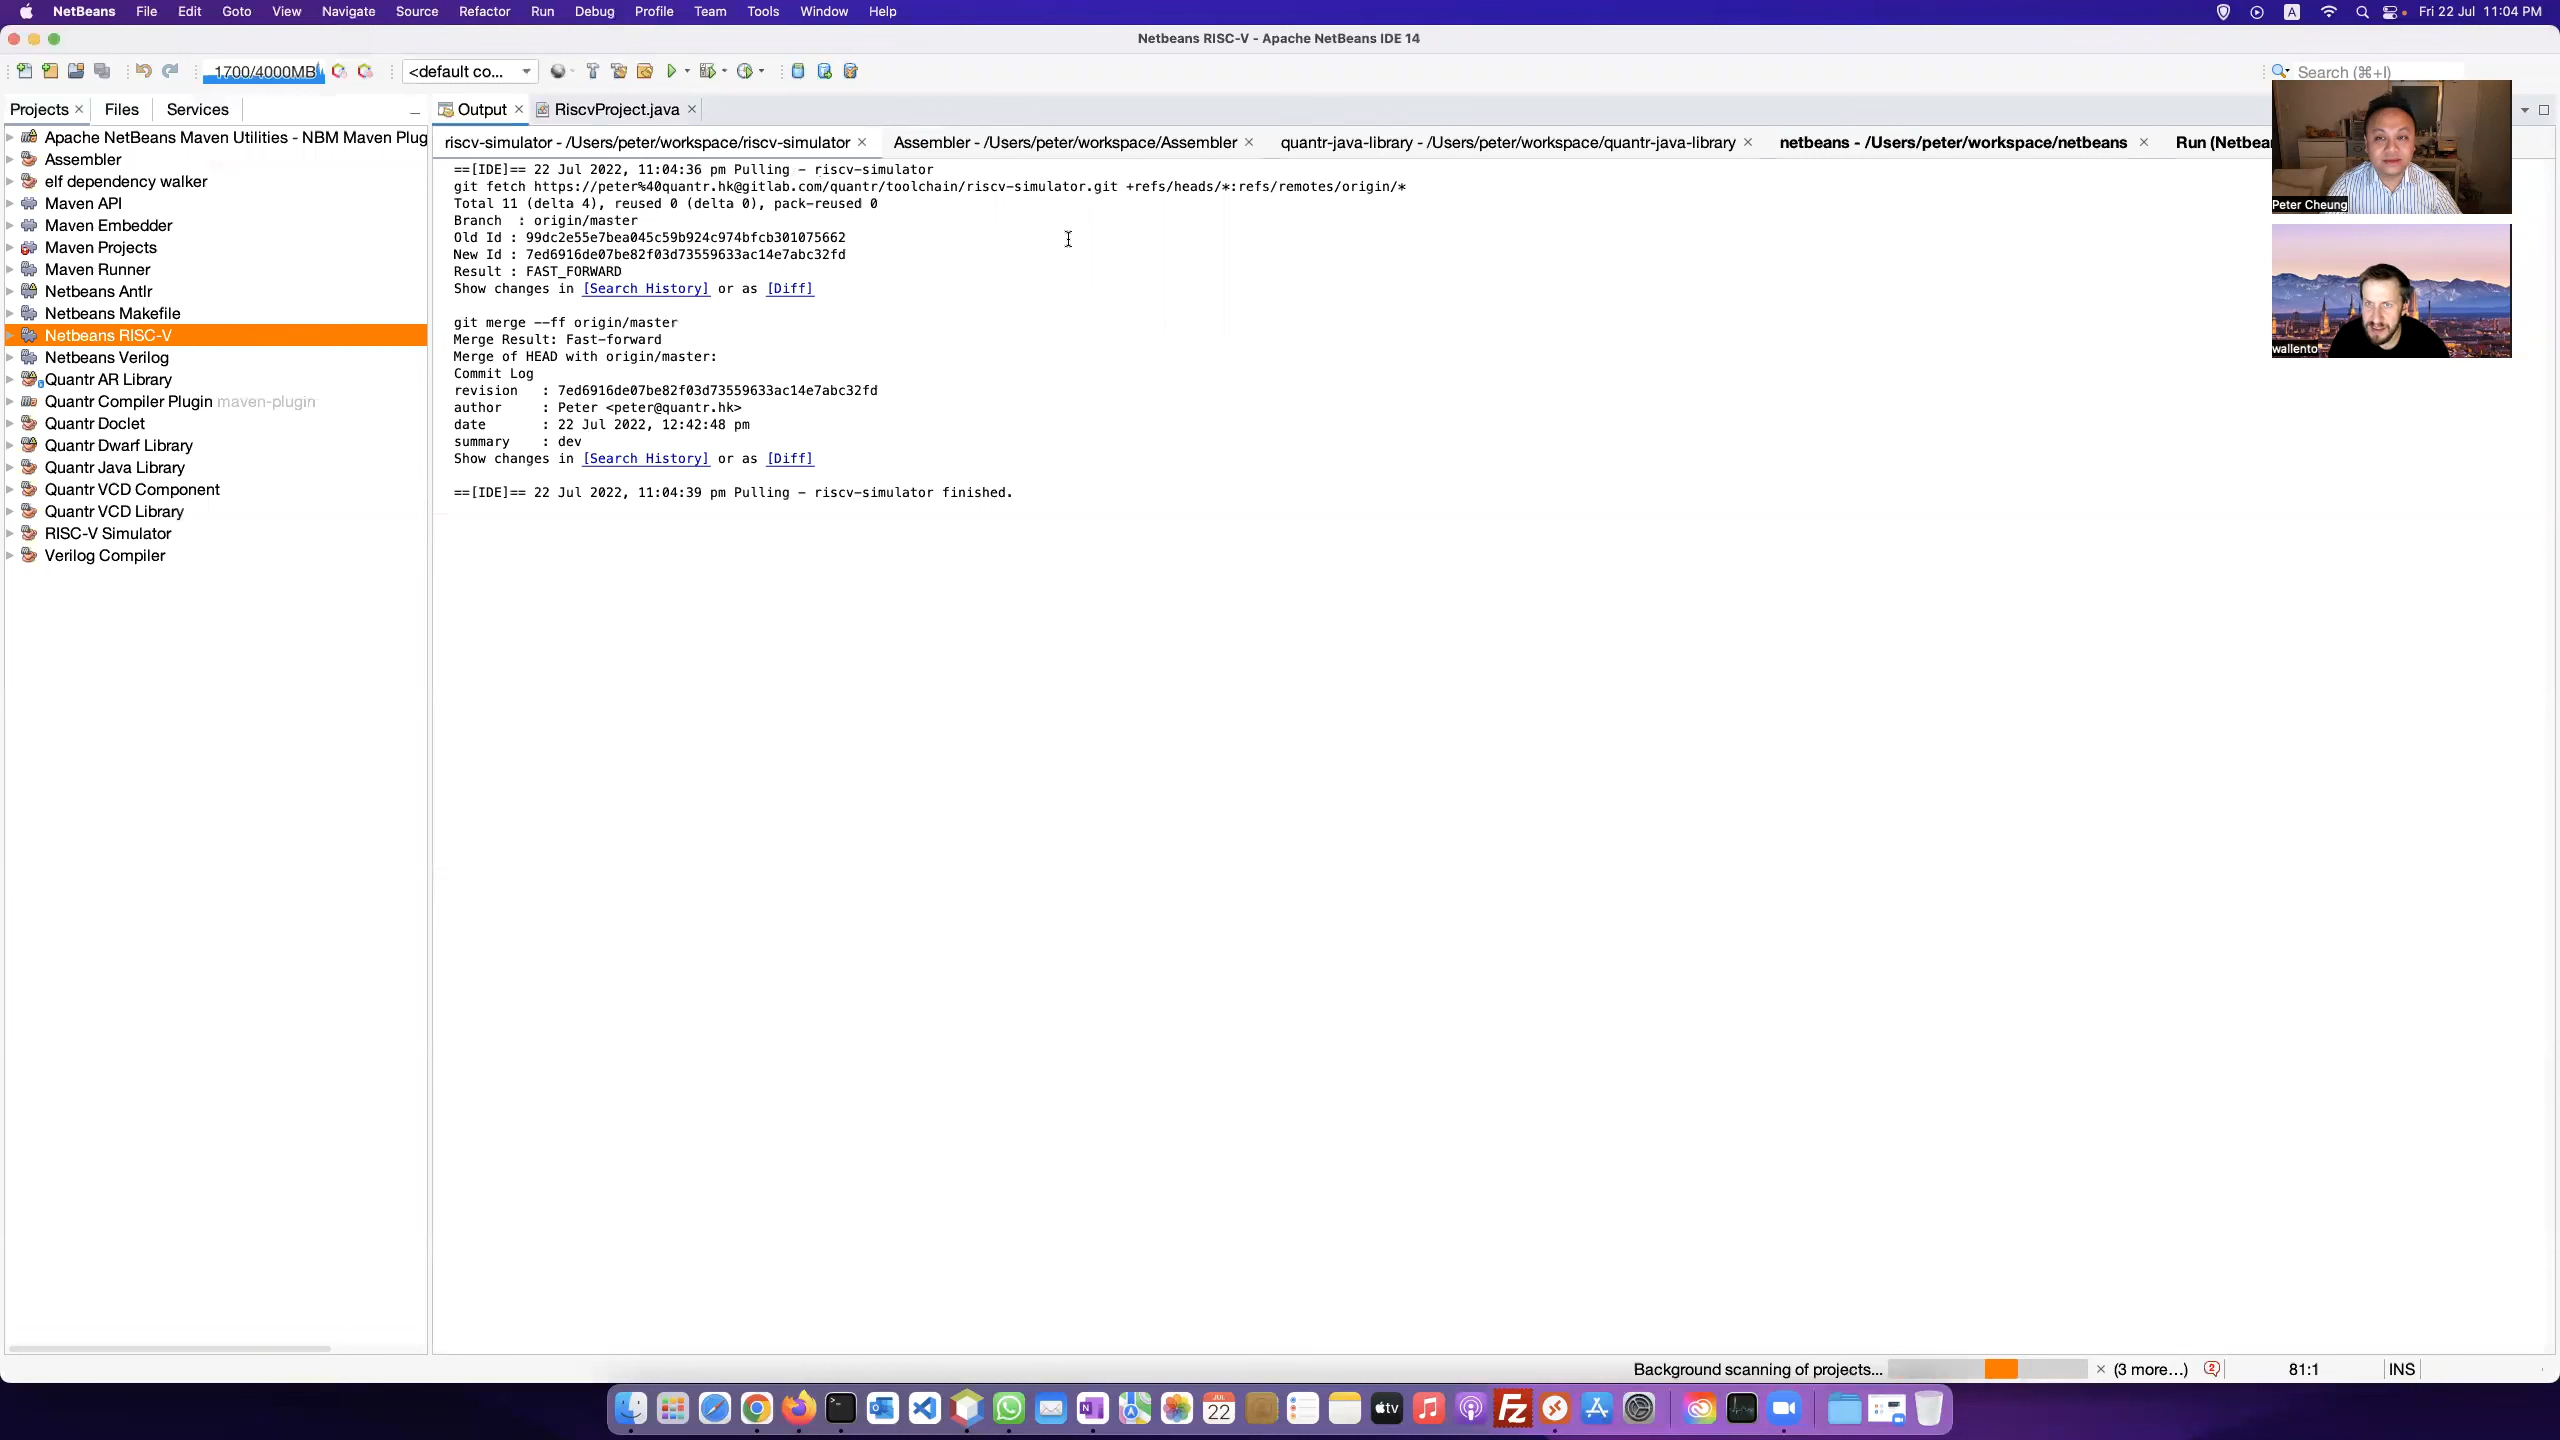 NetBeans File Edit Goto View Navigate Source Refactor Run Debug Profile Team Tools Window Help
A Fri 22 Jul 11:04 PM
Netbeans RISC-V - Apache NetBeans IDE 14
1700/4000MB <default co...
Search (⌘+I)
Projects Files Services
Output RiscvProject.java
riscv-simulator - /Users/peter/workspace/riscv-simulator Assembler - /Users/peter/workspace/Assembler quantr-java-library - /Users/peter/workspace/quantr-java-library netbeans - /Users/peter/workspace/netbeans Run (Netbea
Apache NetBeans Maven Utilities - NBM Maven Plug
Assembler
elf dependency walker
Maven API
Maven Embedder
Maven Projects
Maven Runner
Netbeans Antlr
Netbeans Makefile
Netbeans RISC-V
Netbeans Verilog
Quantr AR Library
Quantr Compiler Plugin maven-plugin
Quantr Doclet
Quantr Dwarf Library
Quantr Java Library
Quantr VCD Component
Quantr VCD Library
RISC-V Simulator
Verilog Compiler
==[IDE]== 22 Jul 2022, 11:04:36 pm Pulling - riscv-simulator
git fetch https://peter%40quantr.hk@gitlab.com/quantr/toolchain/riscv-simulator.git +refs/heads/*:refs/remotes/origin/*
Total 11 (delta 4), reused 0 (delta 0), pack-reused 0
Branch : origin/master
Old Id : 99dc2e55e7bea045c59b924c974bfcb301075662
New Id : 7ed6916de07be82f03d73559633ac14e7abc32fd
Result : FAST_FORWARD
Show changes in [Search History] or as [Diff]
git merge --ff origin/master
Merge Result: Fast-forward
Merge of HEAD with origin/master:
Commit Log
revision : 7ed6916de07be82f03d73559633ac14e7abc32fd
author : Peter <peter@quantr.hk>
date : 22 Jul 2022, 12:42:48 pm
summary : dev
Show changes in [Search History] or as [Diff]
==[IDE]== 22 Jul 2022, 11:04:39 pm Pulling - riscv-simulator finished.
Peter Cheung
wallento
Background scanning of projects... (3 more...) 2 81:1 INS
JUL
22
tv
Fz